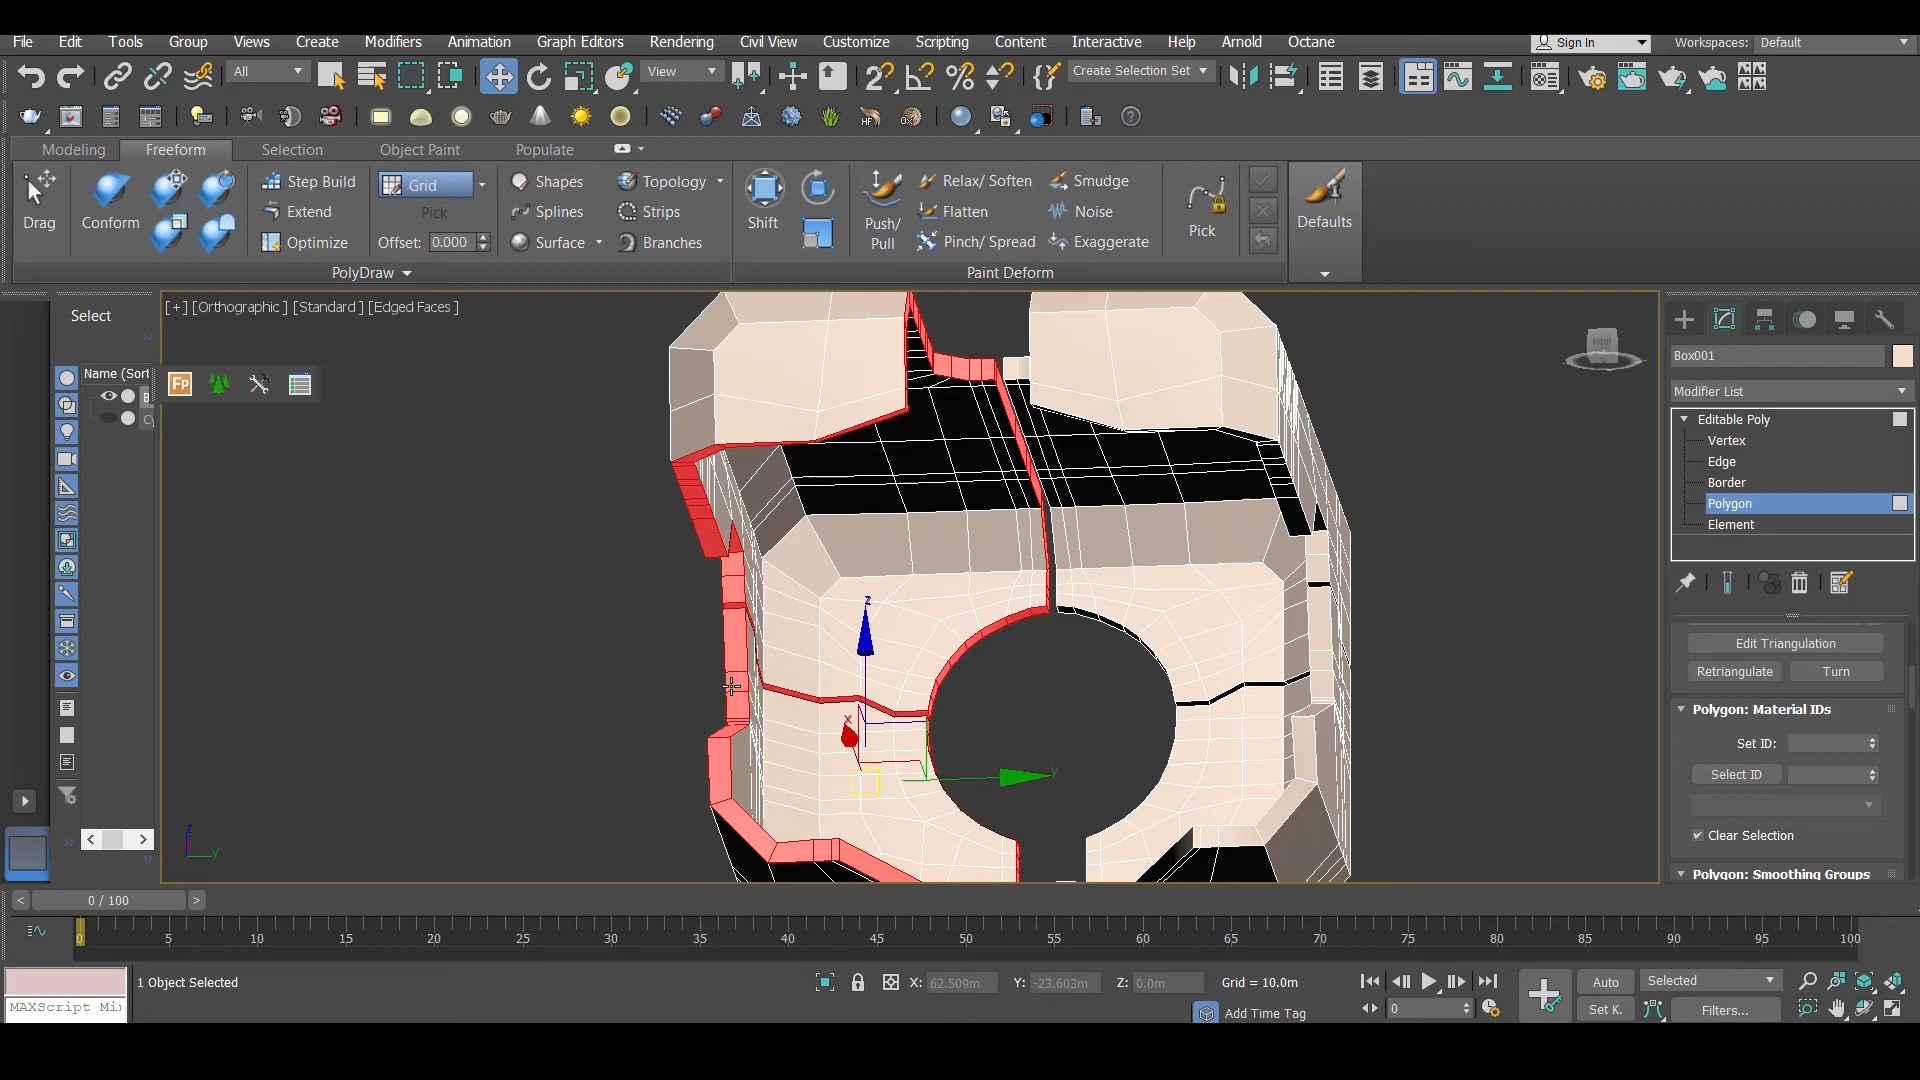 File Edit Tools Group Views Create Modifiers Animation Graph Editors Rendering Civil View Customize Scripting Content Interactive Help Arnold Octane Sign In Workspaces: Default
All View Create Selection Set
Modeling Freeform Selection Object Paint Populate
Drag Conform Step Build Extend Optimize Grid Pick Offset: 0.000 Shapes Splines Surface Topology Strips Branches Shift Push/ Pull Relax/ Soften Flatten Pinch/ Spread Smudge Noise Exaggerate Pick Defaults
PolyDraw Paint Deform
Select
[+] [Orthographic ] [Standard ] [Edged Faces ]
Name (Sort
Fp
RIGHT
z
x
y
z
y
Box001
Modifier List
Editable Poly
Vertex
Edge
Border
Polygon
Element
Edit Triangulation
Retriangulate Turn
Polygon: Material IDs
Set ID:
Select ID
Clear Selection
Polygon: Smoothing Groups
< 0 / 100 >
0 5 10 15 20 25 30 35 40 45 50 55 60 65 70 75 80 85 90 95 100
1 Object Selected X: 62.509m Y: -23.603m Z: 0.0m Grid = 10.0m Auto Selected
MAXScript Mi Add Time Tag 0 Set K. Filters...